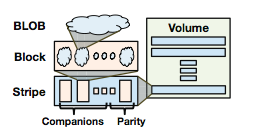 BLOB
Volume
Block
Stripe
Companions Parity